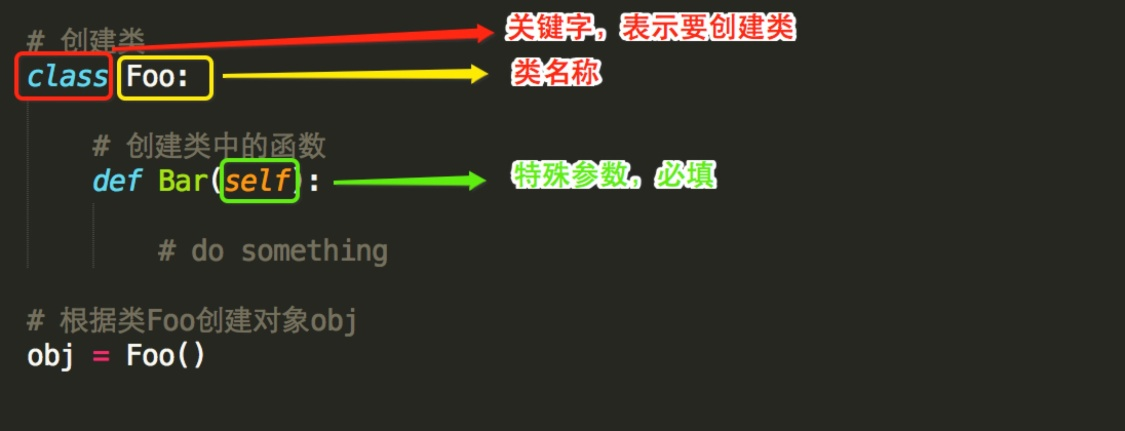 # 创建类
关键字，表示要创建类
class Foo:
类名称
# 创建类中的函数
def Bar(self):
特殊参数，必填
# do something
# 根据类Foo创建对象obj
obj = Foo()